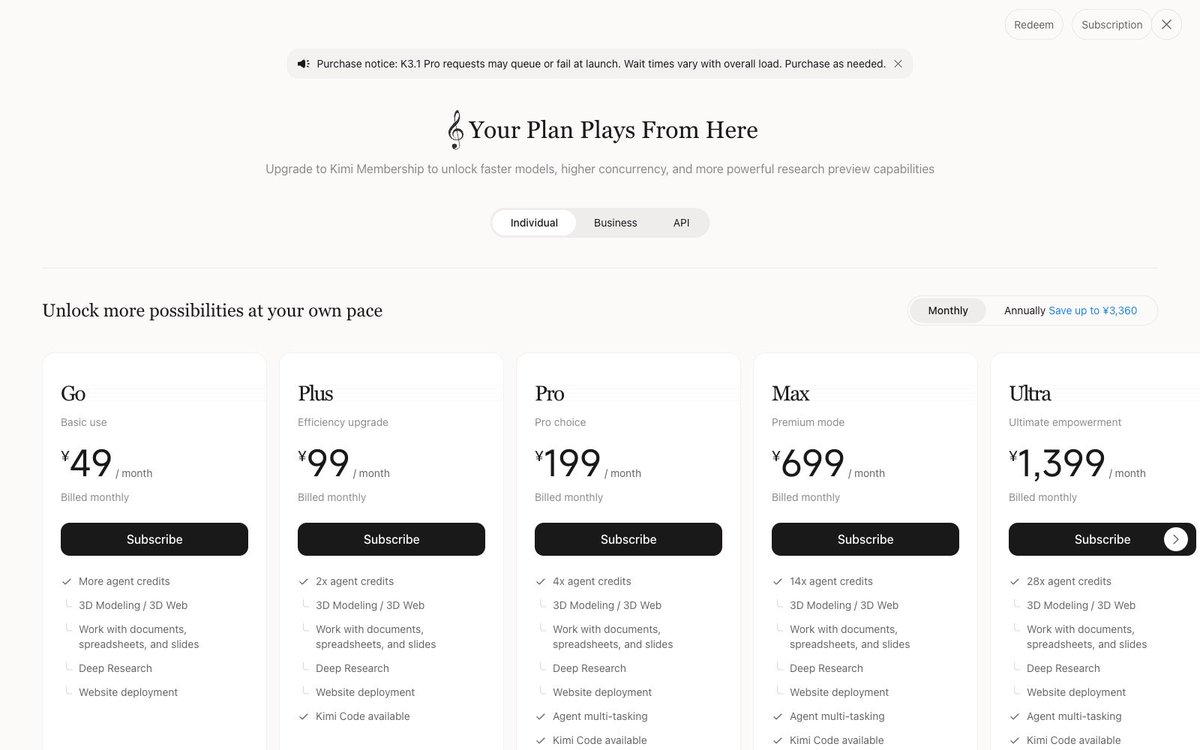 Redeem
Subscription
Purchase notice: K3.1 Pro requests may queue or fail at launch. Wait times vary with overall load. Purchase as needed.
Your Plan Plays From Here
Upgrade to Kimi Membership to unlock faster models, higher concurrency, and more powerful research preview capabilities
Individual
Business
API
Unlock more possibilities at your own pace
Monthly
Annually Save up to ¥3,360
Go
Basic use
¥49 / month
Billed monthly
Subscribe
More agent credits
3D Modeling / 3D Web
Work with documents,
spreadsheets, and slides
Deep Research
Website deployment
Plus
Efficiency upgrade
¥99 / month
Billed monthly
Subscribe
2x agent credits
3D Modeling / 3D Web
Work with documents,
spreadsheets, and slides
Deep Research
Website deployment
Kimi Code available
Pro
Pro choice
¥199 / month
Billed monthly
Subscribe
4x agent credits
3D Modeling / 3D Web
Work with documents,
spreadsheets, and slides
Deep Research
Website deployment
Agent multi-tasking
Kimi Code available
Max
Premium mode
¥699 / month
Billed monthly
Subscribe
14x agent credits
3D Modeling / 3D Web
Work with documents,
spreadsheets, and slides
Deep Research
Website deployment
Agent multi-tasking
Kimi Code available
Ultra
Ultimate empowerment
¥1,399 / month
Billed monthly
Subscribe
28x agent credits
3D Modeling / 3D Web
Work with documents,
spreadsheets, and slides
Deep Research
Website deployment
Agent multi-tasking
Kimi Code available